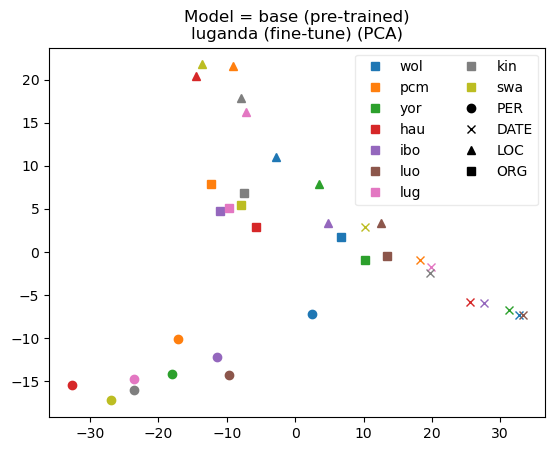 Model = base (pre-trained)
luganda (fine-tune) (PCA)
wol kin
pcm swa
yor PER
hau DATE
ibo LOC
luo ORG
lug
20
15
10
5
0
−5
−10
−15
−30 −20 −10 0 10 20 30